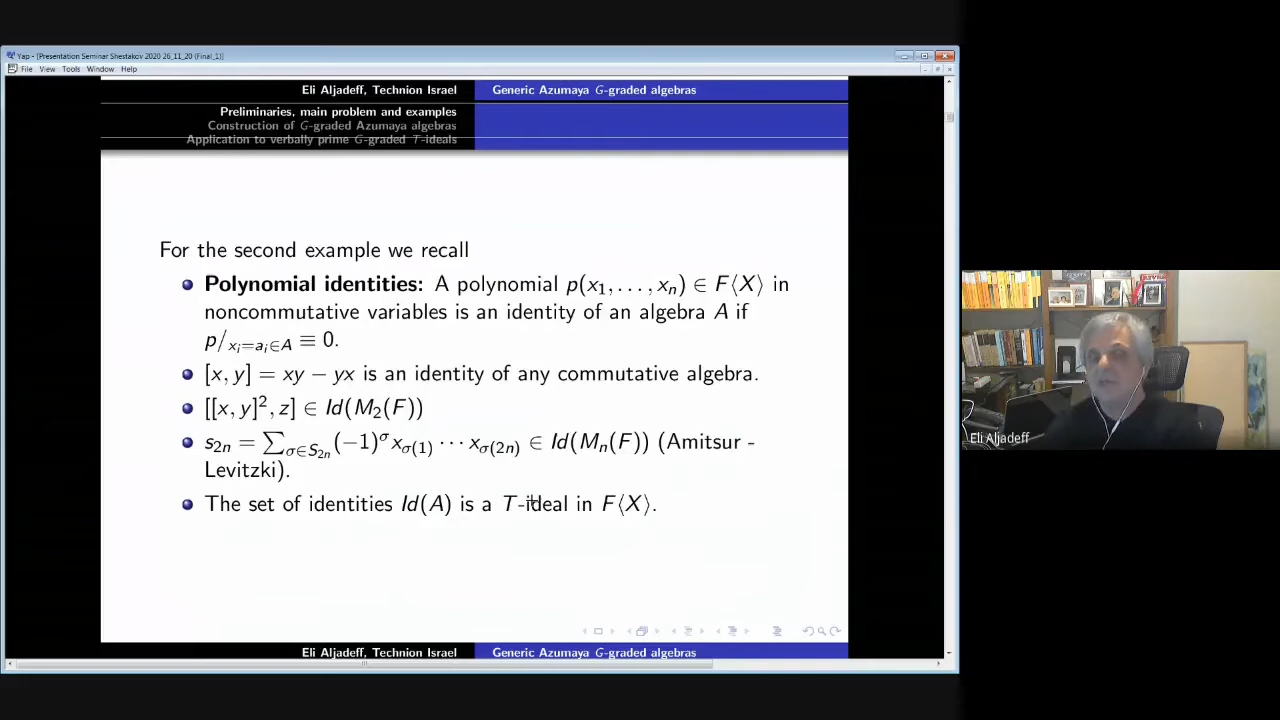 Yap - [Presentation Seminar Shestakov 2020 26_11_20 (Final_1)]
File View Tools Window Help
Eli Aljadeff, Technion Israel Generic Azumaya G-graded algebras
Preliminaries, main problem and examples
Construction of G-graded Azumaya algebras
Application to verbally prime G-graded T-ideals
For the second example we recall
Polynomial identities: A polynomial p(x₁, . . . , xₙ) ∈ F⟨X⟩ in
noncommutative variables is an identity of an algebra A if
p/_{xᵢ=aᵢ∈A} ≡ 0.
[x, y] = xy − yx is an identity of any commutative algebra.
[[x, y]², z] ∈ Id(M₂(F))
s₂ₙ = ∑_{σ∈S₂ₙ} (−1)^σ x_{σ(1)} · · · x_{σ(2n)} ∈ Id(Mₙ(F)) (Amitsur -
Levitzki).
The set of identities Id(A) is a T-ideal in F⟨X⟩.
Eli Aljadeff, Technion Israel Generic Azumaya G-graded algebras
Eli Aljadeff